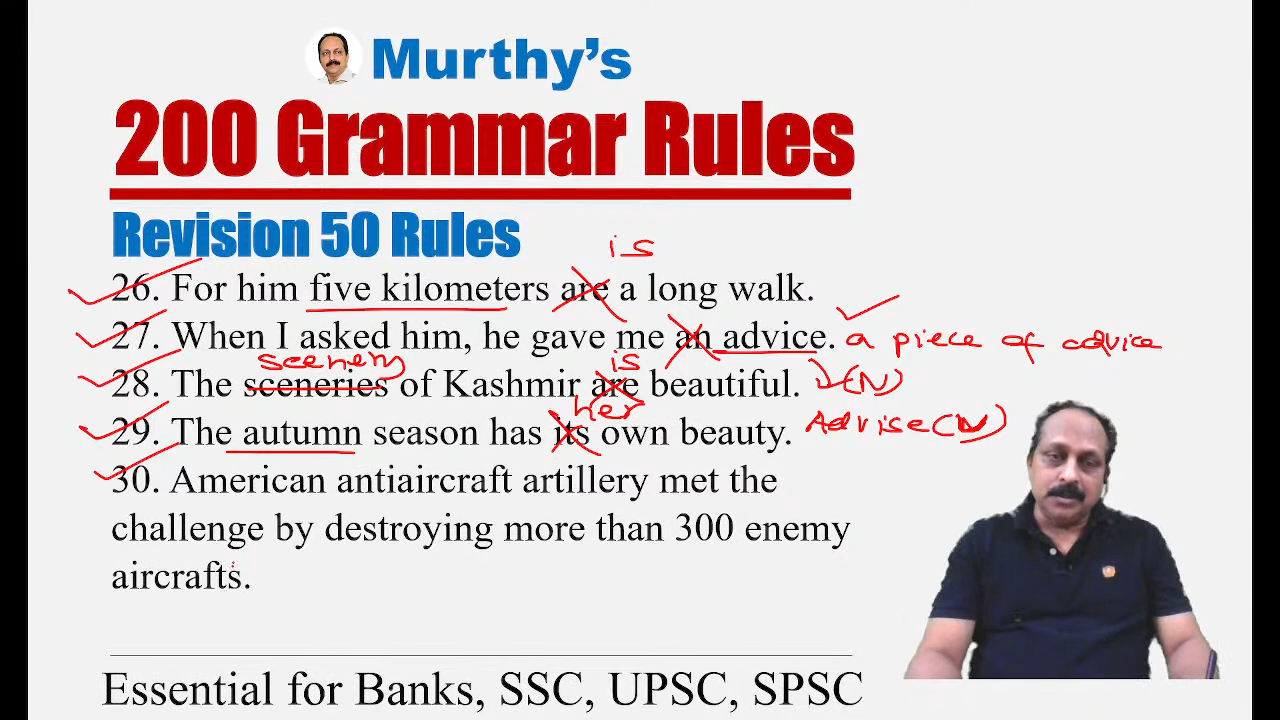 Murthy's
200 Grammar Rules
Revision 50 Rules
is
26. For him five kilometers are a long walk.
27. When I asked him, he gave me an advice. a piece of advice
scenery is
28. The sceneries of Kashmir are beautiful. (N)
her
29. The autumn season has its own beauty. Advise (V)
30. American antiaircraft artillery met the
challenge by destroying more than 300 enemy
aircrafts.
Essential for Banks, SSC, UPSC, SPSC